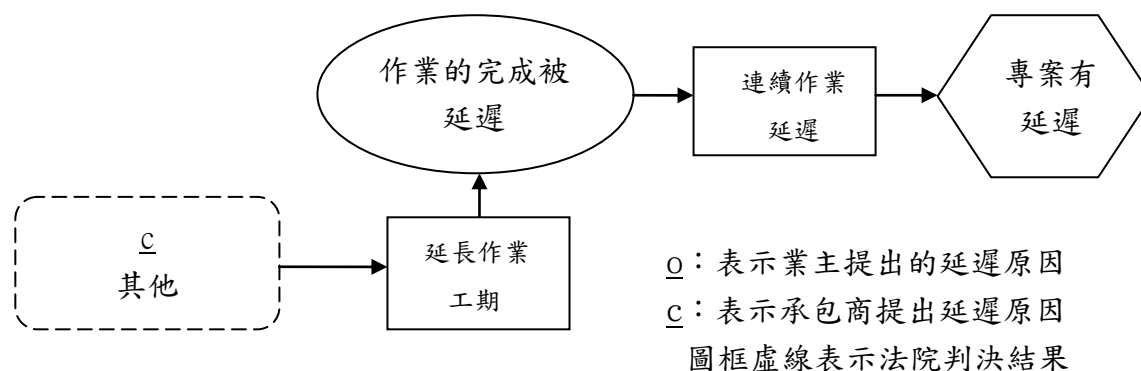 作業的完成被
延遲
連續作業
延遲
專案有
延遲
c
其他
延長作業
工期
o：表示業主提出的延遲原因
c：表示承包商提出延遲原因
圖框虛線表示法院判決結果